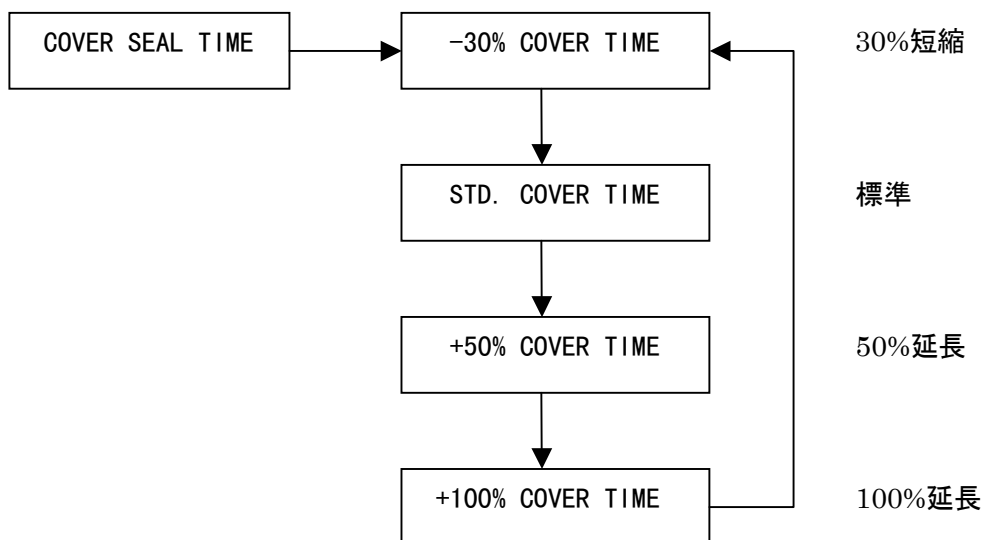 COVER SEAL TIME -30% COVER TIME 30%短縮
STD. COVER TIME 標準
+50% COVER TIME 50%延長
+100% COVER TIME 100%延長